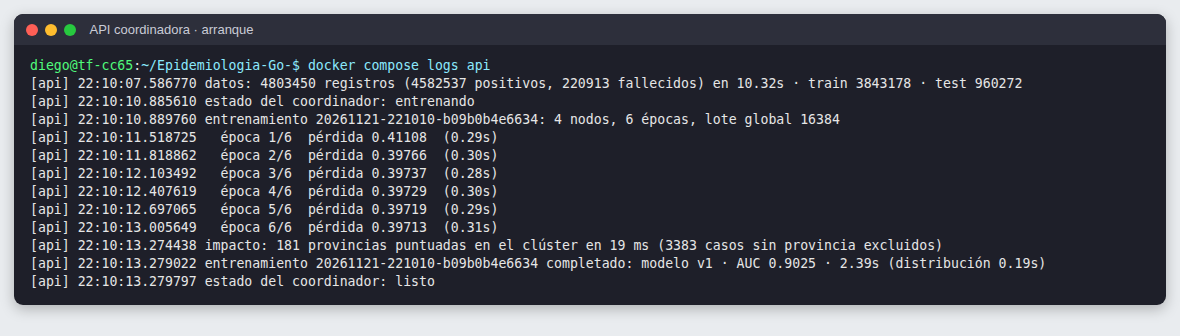 API coordinadora · arranque
diego@tf-cc65:~/Epidemiologia-Go-$ docker compose logs api
[api] 22:10:07.586770 datos: 4803450 registros (4582537 positivos, 220913 fallecidos) en 10.32s · train 3843178 · test 960272
[api] 22:10:10.885610 estado del coordinador: entrenando
[api] 22:10:10.889760 entrenamiento 20261121-221010-b09b0b4e6634: 4 nodos, 6 épocas, lote global 16384
[api] 22:10:11.518725   época 1/6  pérdida 0.41108  (0.29s)
[api] 22:10:11.818862   época 2/6  pérdida 0.39766  (0.30s)
[api] 22:10:12.103492   época 3/6  pérdida 0.39737  (0.28s)
[api] 22:10:12.407619   época 4/6  pérdida 0.39729  (0.30s)
[api] 22:10:12.697065   época 5/6  pérdida 0.39719  (0.29s)
[api] 22:10:13.005649   época 6/6  pérdida 0.39713  (0.31s)
[api] 22:10:13.274438 impacto: 181 provincias puntuadas en el clúster en 19 ms (3383 casos sin provincia excluidos)
[api] 22:10:13.279022 entrenamiento 20261121-221010-b09b0b4e6634 completado: modelo v1 · AUC 0.9025 · 2.39s (distribución 0.19s)
[api] 22:10:13.279797 estado del coordinador: listo